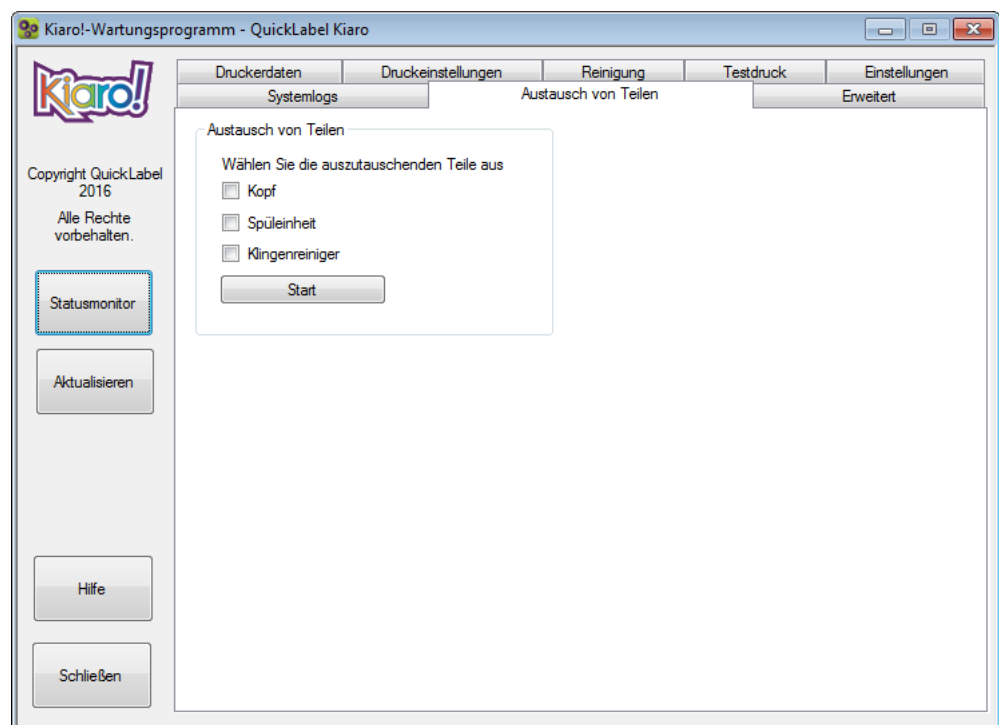 Kiaro!-Wartungsprogramm - QuickLabel Kiaro
Kiaro!
Copyright QuickLabel
2016
Alle Rechte
vorbehalten.
Statusmonitor
Aktualisieren
Hilfe
Schließen
Druckerdaten
Druckeinstellungen
Reinigung
Testdruck
Einstellungen
Systemlogs
Austausch von Teilen
Erweitert
Austausch von Teilen
Wählen Sie die auszutauschenden Teile aus
Kopf
Spüleinheit
Klingenreiniger
Start